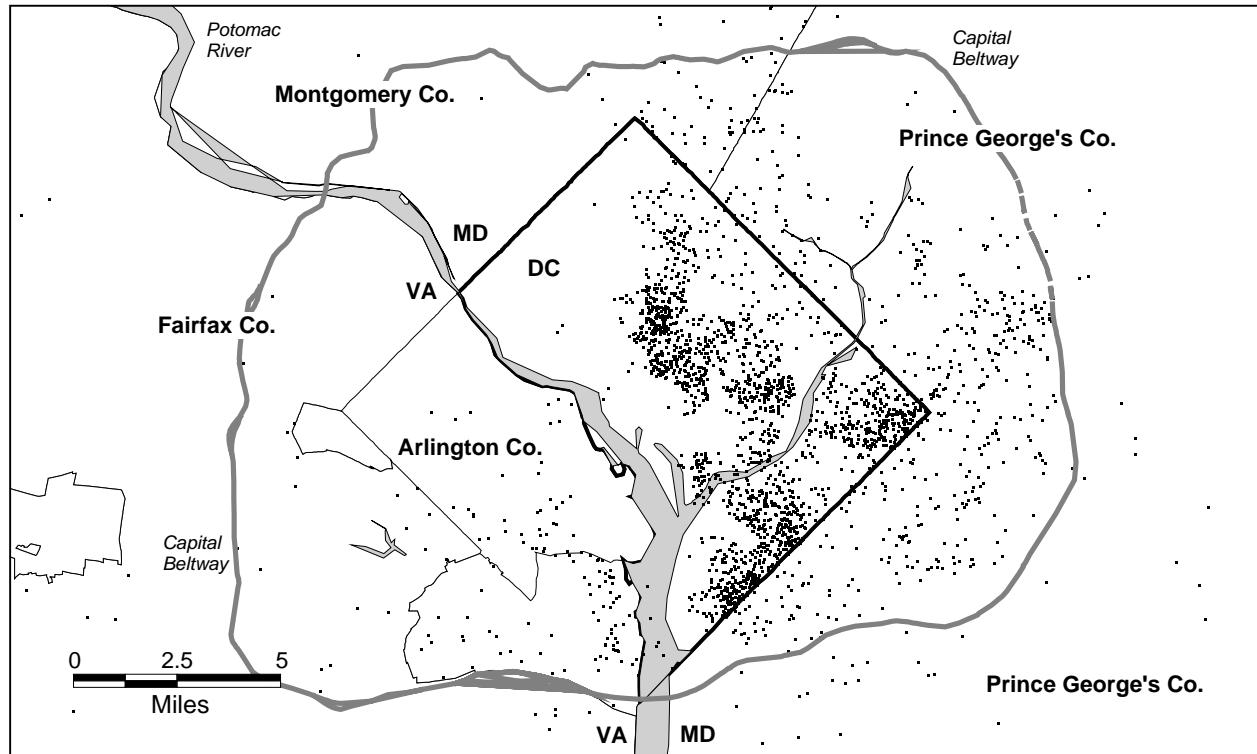 Potomac
River
Capital
Beltway
Montgomery Co.
Prince George's Co.
MD
DC
VA
Fairfax Co.
Arlington Co.
Capital
Beltway
0 2.5 5
Miles
Prince George's Co.
VA MD